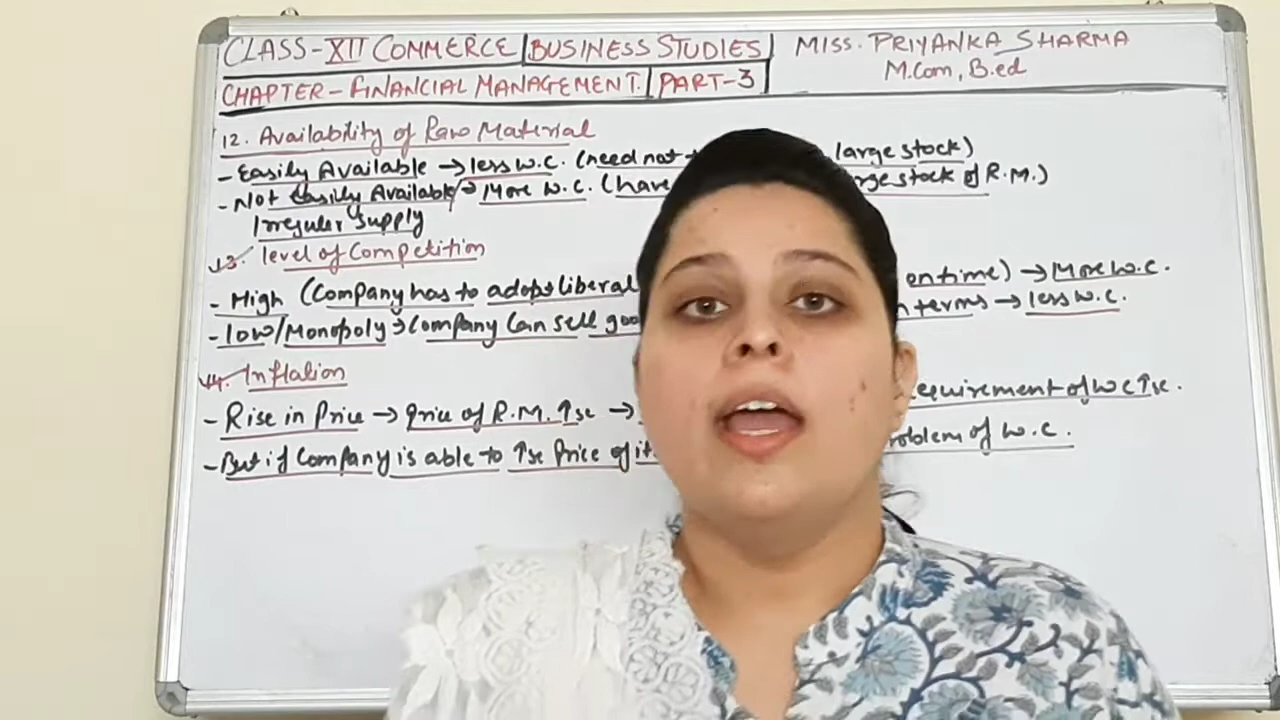 CLASS-XII COMMERCE | BUSINESS STUDIES | MISS. PRIYANKA SHARMA
M.Com, B.ed
CHAPTER-FINANCIAL MANAGEMENT. | PART-3
12. Availability of Raw Material
- Easily Available → less w.c. (need not large stock)
- Not Easily Available/ → More w.c. (have stock of R.M.)
Irregular Supply
13. level of Competition
- High (Company has to adopt liberal on time) → More w.c.
- low/Monopoly → Company can sell terms → less w.c.
14. Inflation
- Rise in Price → Price of R.M. ↑se → requirement of w c ↑se.
- But if Company is able to ↑se Price of Problem of w.c.